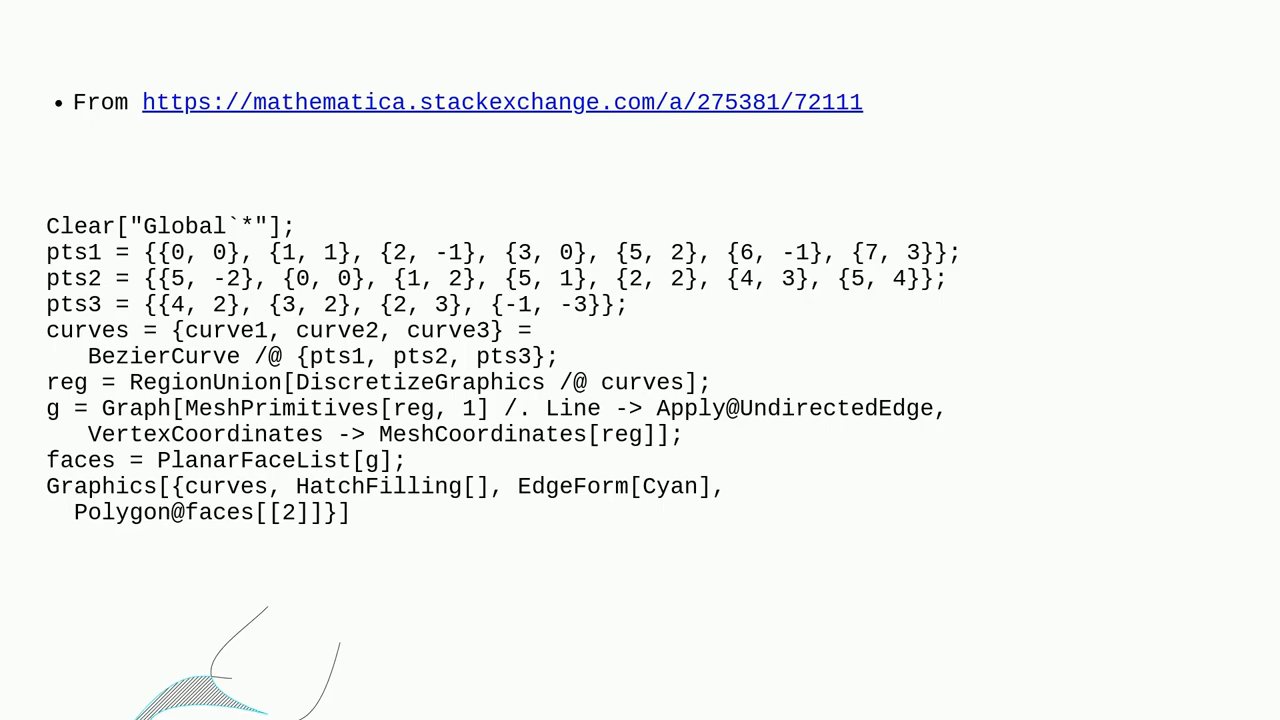 • From https://mathematica.stackexchange.com/a/275381/72111
Clear["Global`*"];
pts1 = {{0, 0}, {1, 1}, {2, -1}, {3, 0}, {5, 2}, {6, -1}, {7, 3}};
pts2 = {{5, -2}, {0, 0}, {1, 2}, {5, 1}, {2, 2}, {4, 3}, {5, 4}};
pts3 = {{4, 2}, {3, 2}, {2, 3}, {-1, -3}};
curves = {curve1, curve2, curve3} =
   BezierCurve /@ {pts1, pts2, pts3};
reg = RegionUnion[DiscretizeGraphics /@ curves];
g = Graph[MeshPrimitives[reg, 1] /. Line -> Apply@UndirectedEdge,
   VertexCoordinates -> MeshCoordinates[reg]];
faces = PlanarFaceList[g];
Graphics[{curves, HatchFilling[], EdgeForm[Cyan],
  Polygon@faces[[2]]}]